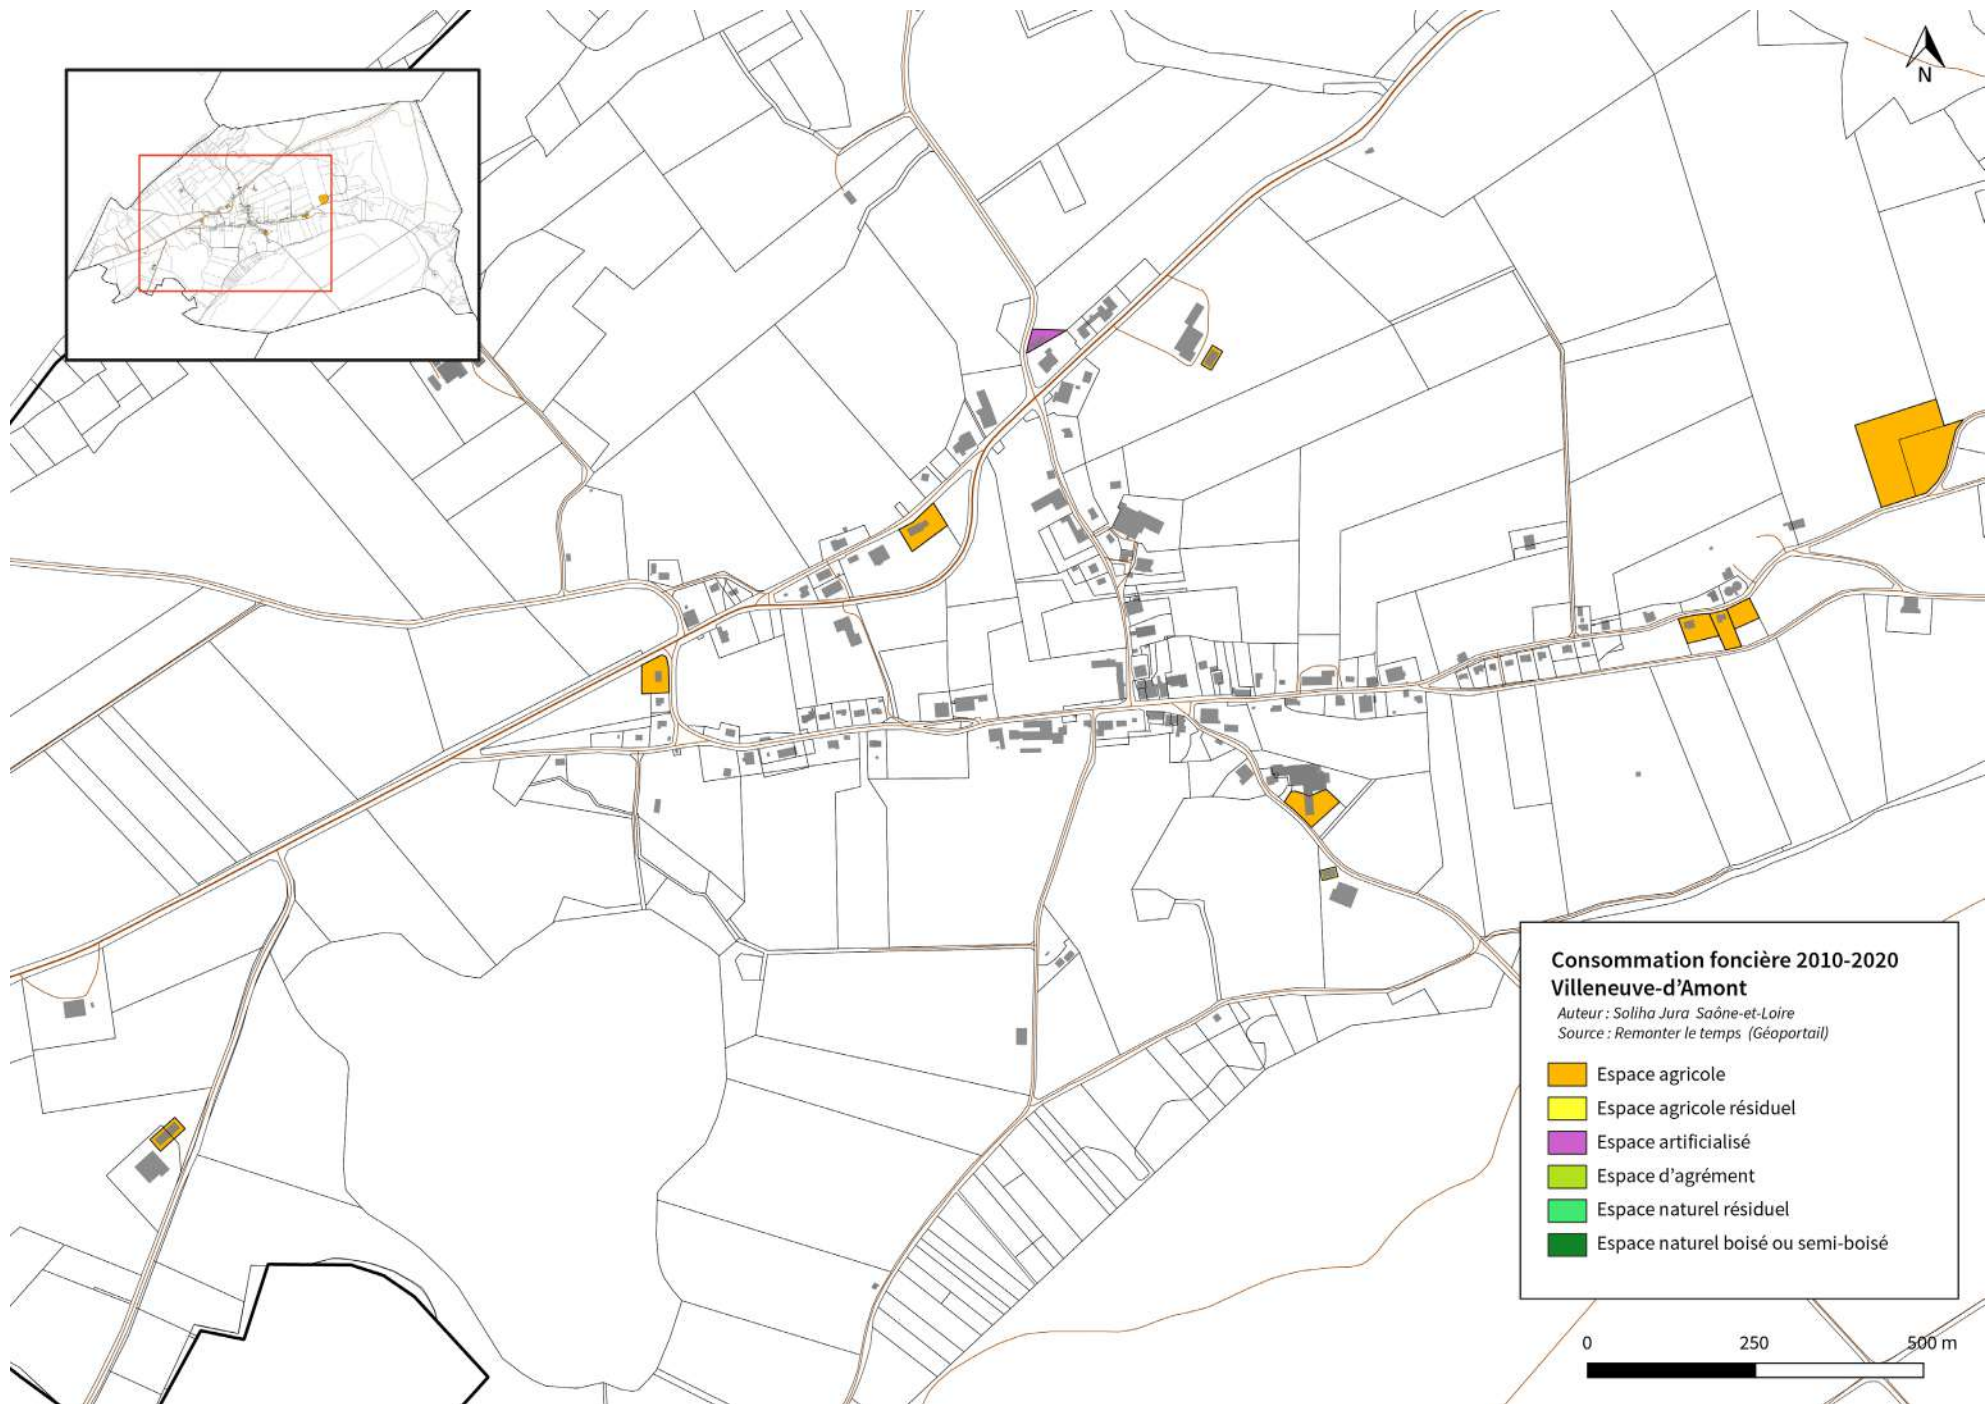 N
Consommation foncière 2010-2020
Villeneuve-d'Amont
Auteur : Soliha Jura Saône-et-Loire
Source : Remonter le temps (Géoportail)
Espace agricole
Espace agricole résiduel
Espace artificialisé
Espace d'agrément
Espace naturel résiduel
Espace naturel boisé ou semi-boisé
0 250 500 m